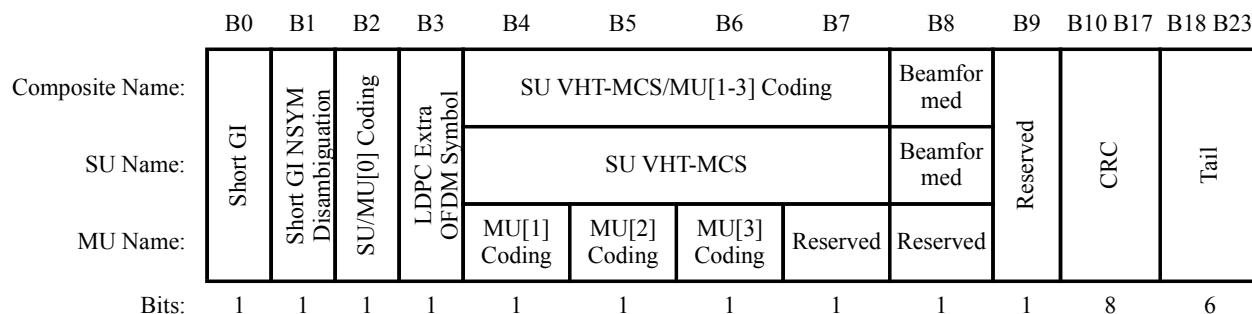 B0 B1 B2 B3 B4 B5 B6 B7 B8 B9 B10 B17 B18 B23
Composite Name:
SU Name:
MU Name:
Short GI
Short GI NSYM
Disambiguation
SU/MU[0] Coding
LDPC Extra
OFDM Symbol
SU VHT-MCS/MU[1-3] Coding
Beamfor
med
SU VHT-MCS
Beamfor
med
MU[1]
Coding
MU[2]
Coding
MU[3]
Coding
Reserved
Reserved
Reserved
CRC
Tail
Bits: 1 1 1 1 1 1 1 1 1 1 8 6